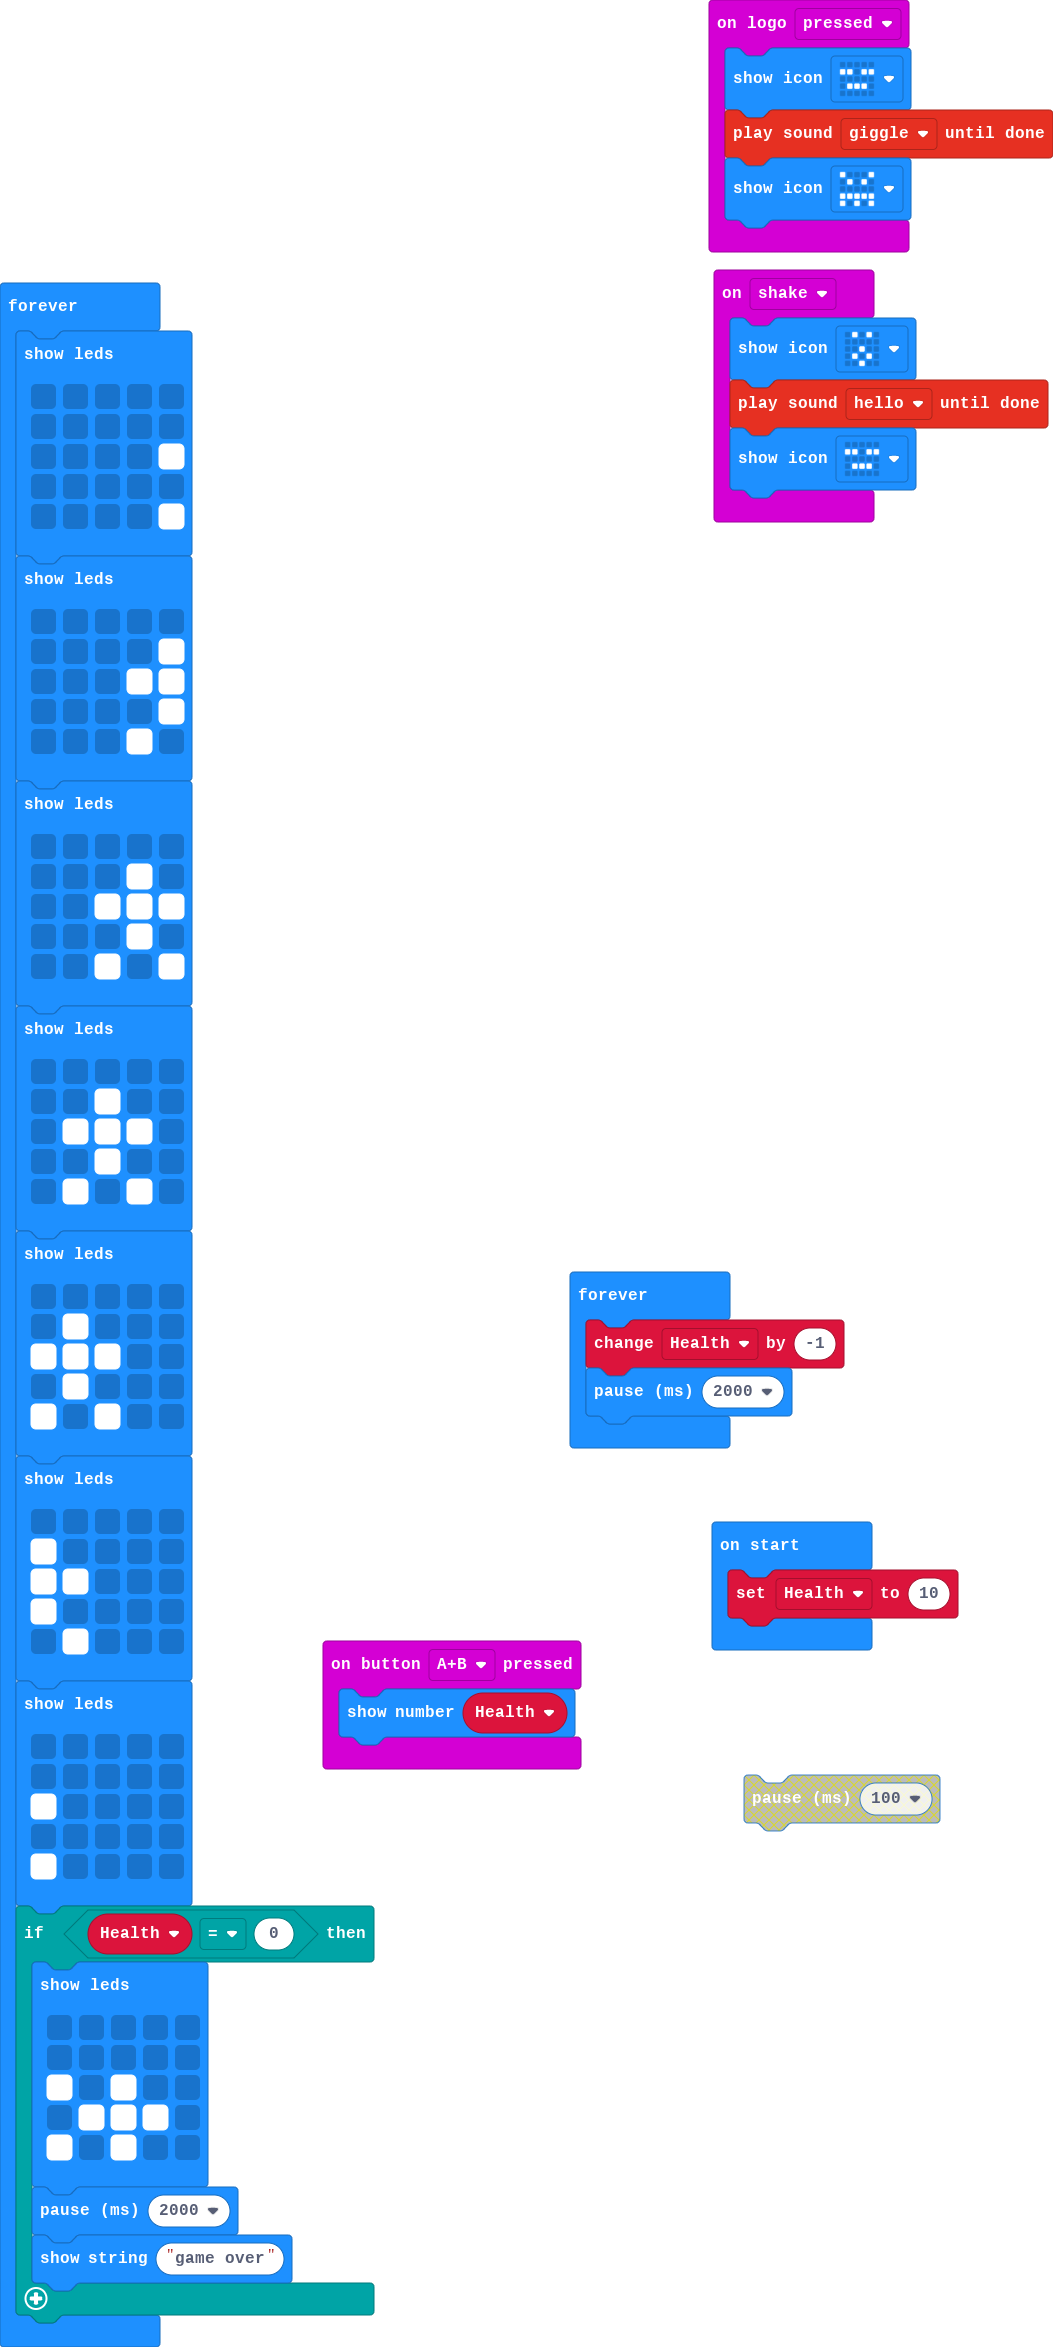 on logo pressed
show icon
play sound giggle until done
show icon
on shake
show icon
play sound hello until done
show icon
forever
show leds
show leds
show leds
show leds
show leds
show leds
show leds
if Health = 0 then
show leds
pause (ms) 2000
show string "game over"
forever
change Health by -1
pause (ms) 2000
on start
set Health to 10
on button A+B pressed
show number Health
pause (ms) 100